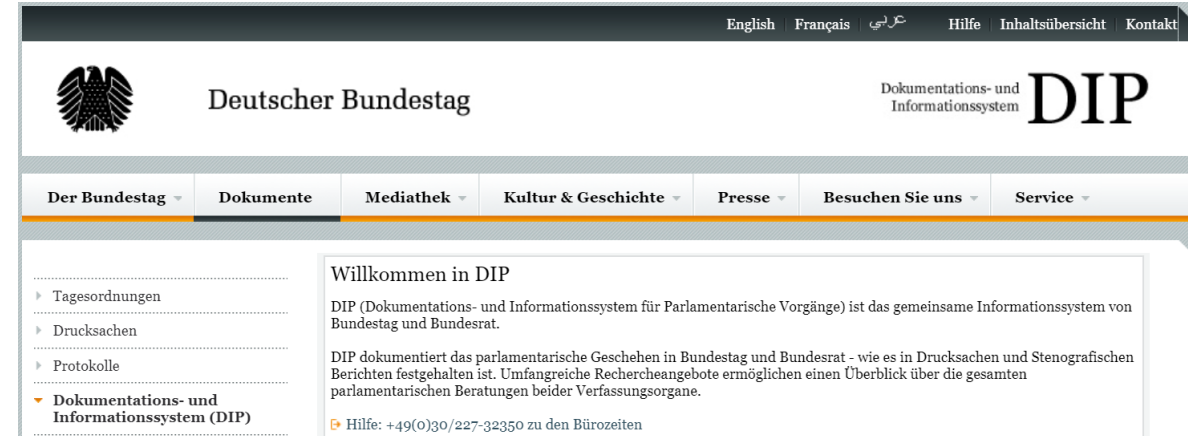 English Français عربي Hilfe Inhaltsübersicht Kontakt
Deutscher Bundestag
Dokumentations- und
Informationssystem
DIP
Der Bundestag Dokumente Mediathek Kultur & Geschichte Presse Besuchen Sie uns Service
Tagesordnungen
Drucksachen
Protokolle
Dokumentations- und
Informationssystem (DIP)
Willkommen in DIP
DIP (Dokumentations- und Informationssystem für Parlamentarische Vorgänge) ist das gemeinsame Informationssystem von
Bundestag und Bundesrat.
DIP dokumentiert das parlamentarische Geschehen in Bundestag und Bundesrat - wie es in Drucksachen und Stenografischen
Berichten festgehalten ist. Umfangreiche Rechercheangebote ermöglichen einen Überblick über die gesamten
parlamentarischen Beratungen beider Verfassungsorgane.
Hilfe: +49(0)30/227-32350 zu den Bürozeiten